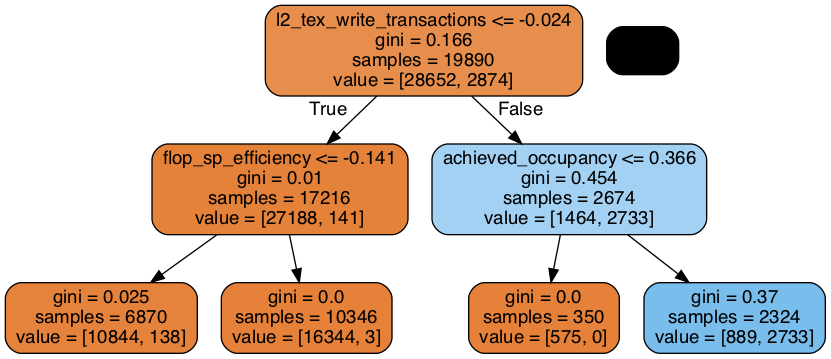 l2_tex_write_transactions <= -0.024
gini = 0.166
samples = 19890
value = [28652, 2874]
True
False
flop_sp_efficiency <= -0.141
gini = 0.01
samples = 17216
value = [27188, 141]
achieved_occupancy <= 0.366
gini = 0.454
samples = 2674
value = [1464, 2733]
gini = 0.025
samples = 6870
value = [10844, 138]
gini = 0.0
samples = 10346
value = [16344, 3]
gini = 0.0
samples = 350
value = [575, 0]
gini = 0.37
samples = 2324
value = [889, 2733]